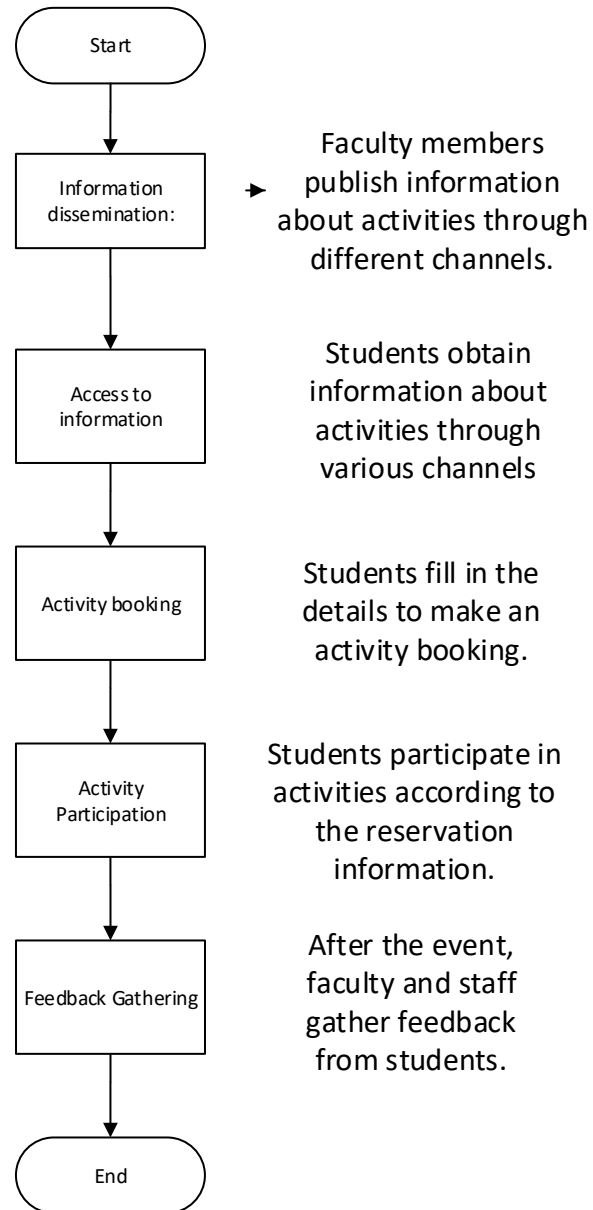 Start
Information
dissemination:
Faculty members
publish information
about activities through
different channels.
Access to
information
Students obtain
information about
activities through
various channels
Activity booking
Students fill in the
details to make an
activity booking.
Activity
Participation
Students participate in
activities according to
the reservation
information.
Feedback Gathering
After the event,
faculty and staff
gather feedback
from students.
End